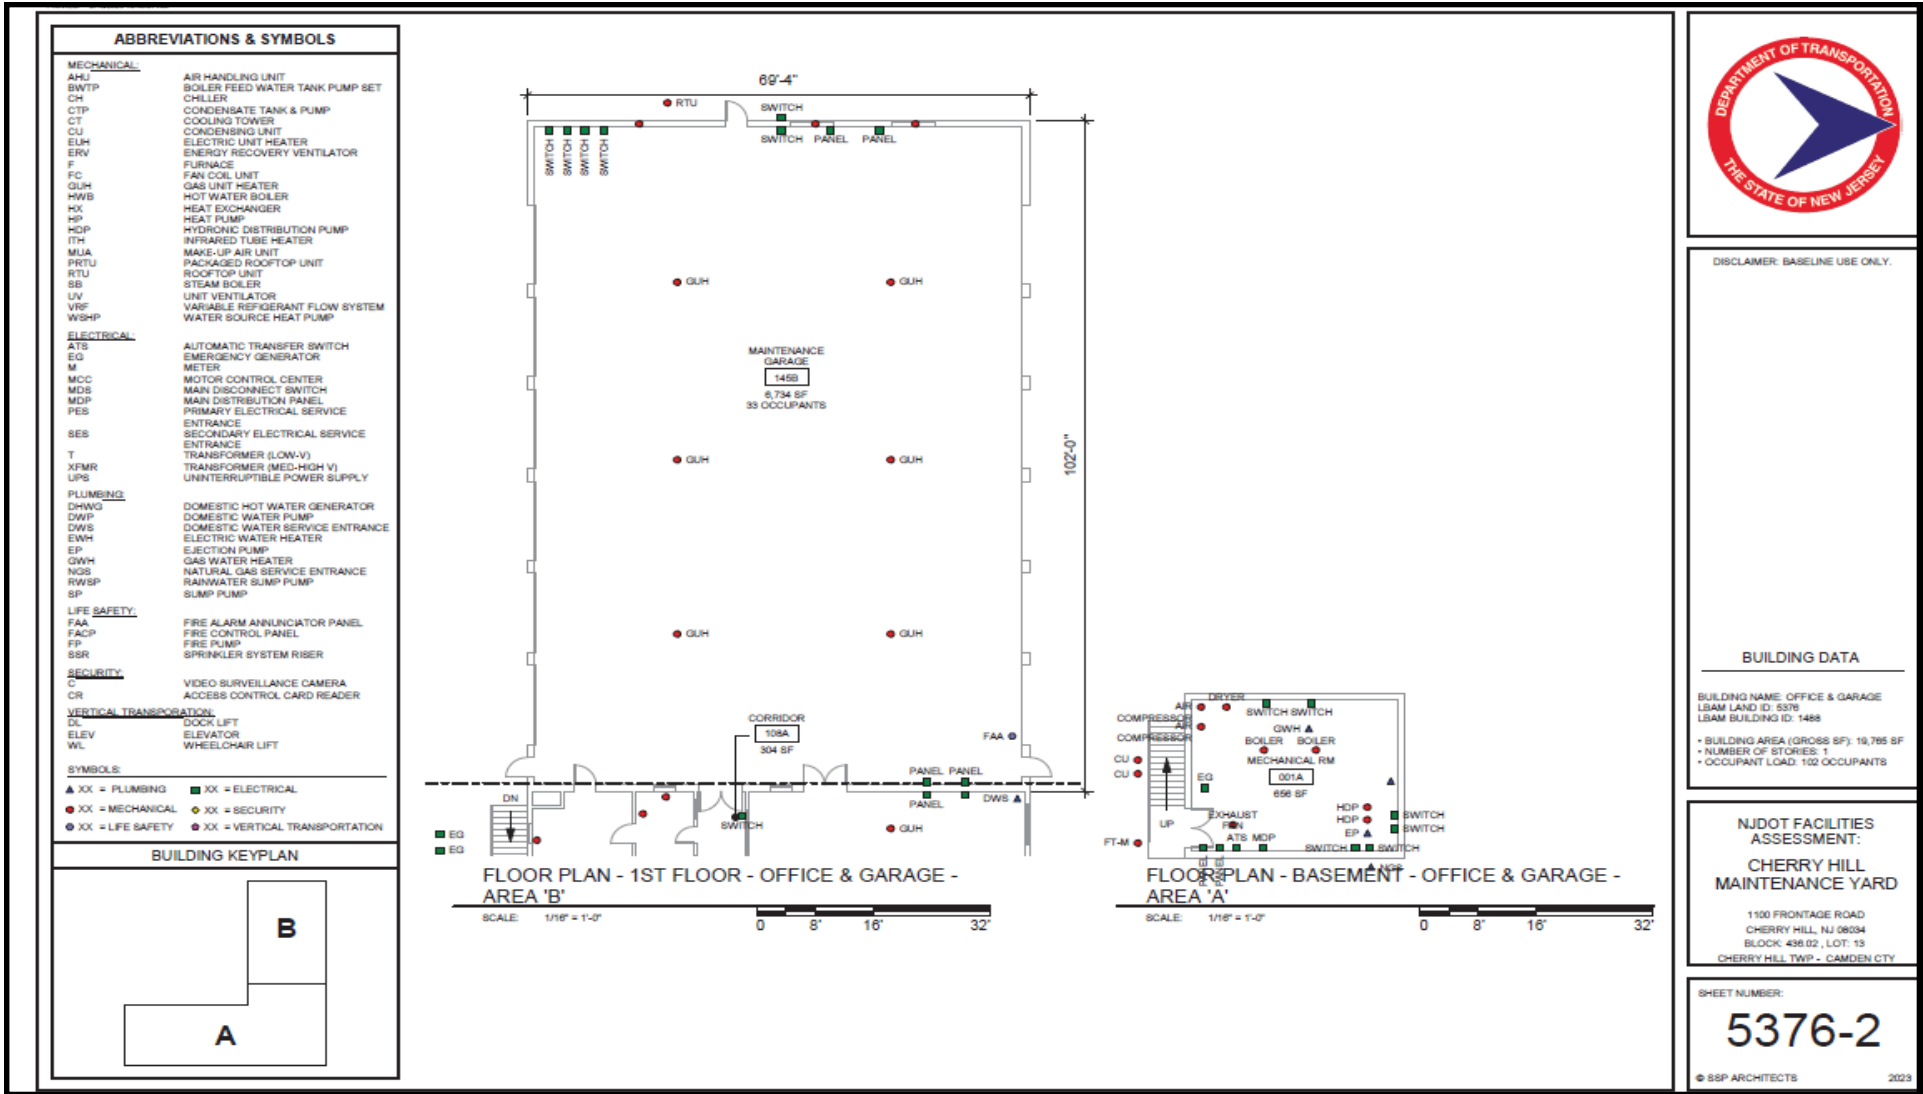 ABBREVIATIONS & SYMBOLS
MECHANICAL:
AHU AIR HANDLING UNIT
BWTP BOILER FEED WATER TANK PUMP SET
CH CHILLER
CTP CONDENSATE TANK & PUMP
CT COOLING TOWER
CU CONDENSING UNIT
EUH ELECTRIC UNIT HEATER
ERV ENERGY RECOVERY VENTILATOR
F FURNACE
FC FAN COIL UNIT
GUH GAS UNIT HEATER
HWB HOT WATER BOILER
HX HEAT EXCHANGER
HP HEAT PUMP
HDP HYDRONIC DISTRIBUTION PUMP
ITH INFRARED TUBE HEATER
MUA MAKE-UP AIR UNIT
PRTU PACKAGED ROOFTOP UNIT
RTU ROOFTOP UNIT
SB STEAM BOILER
UV UNIT VENTILATOR
VRF VARIABLE REFIGERANT FLOW SYSTEM
WSHP WATER SOURCE HEAT PUMP
ELECTRICAL:
ATS AUTOMATIC TRANSFER SWITCH
EG EMERGENCY GENERATOR
M METER
MCC MOTOR CONTROL CENTER
MDS MAIN DISCONNECT SWITCH
MDP MAIN DISTRIBUTION PANEL
PES PRIMARY ELECTRICAL SERVICE
ENTRANCE
SES SECONDARY ELECTRICAL SERVICE
ENTRANCE
T TRANSFORMER (LOW-V)
XFMR TRANSFORMER (MED-HIGH V)
UPS UNINTERRUPTIBLE POWER SUPPLY
PLUMBING:
DHWG DOMESTIC HOT WATER GENERATOR
DWP DOMESTIC WATER PUMP
DWS DOMESTIC WATER SERVICE ENTRANCE
EWH ELECTRIC WATER HEATER
EP EJECTION PUMP
GWH GAS WATER HEATER
NGS NATURAL GAS SERVICE ENTRANCE
RWSP RAINWATER SUMP PUMP
SP SUMP PUMP
LIFE SAFETY:
FAA FIRE ALARM ANNUNCIATOR PANEL
FACP FIRE CONTROL PANEL
FP FIRE PUMP
SSR SPRINKLER SYSTEM RISER
SECURITY:
C VIDEO SURVEILLANCE CAMERA
CR ACCESS CONTROL CARD READER
VERTICAL TRANSPORATION:
DL DOCK LIFT
ELEV ELEVATOR
WL WHEELCHAIR LIFT
SYMBOLS:
XX = PLUMBING XX = ELECTRICAL
XX = MECHANICAL XX = SECURITY
XX = LIFE SAFETY XX = VERTICAL TRANSPORTATION
BUILDING KEYPLAN
B
A
69'-4"
RTU
SWITCH
SWITCH PANEL PANEL
SWITCH SWITCH SWITCH SWITCH
GUH GUH
MAINTENANCE
GARAGE
145B
6,734 SF
33 OCCUPANTS
102'-0"
GUH GUH
GUH GUH
CORRIDOR
108A
304 SF
FAA
PANEL PANEL
PANEL
DWS
DN
SWITCH
GUH
EG
EG
FLOOR PLAN - 1ST FLOOR - OFFICE & GARAGE -
AREA 'B'
SCALE: 1/16" = 1'-0"
0 8' 16' 32'
DRYER
AIR
COMPRESSOR
AIR
COMPRESSOR
SWITCH SWITCH
GWH
BOILER BOILER
MECHANICAL RM
001A
656 SF
CU
CU
EG
UP
EXHAUST
FAN
HDP
HDP
EP
SWITCH
SWITCH
ATS MDP
SWITCH SWITCH
FT-M
PANEL
PANEL
NGS
FLOOR PLAN - BASEMENT - OFFICE & GARAGE -
AREA 'A'
SCALE: 1/16" = 1'-0"
0 8' 16' 32'
DEPARTMENT OF TRANSPORTATION
THE STATE OF NEW JERSEY
DISCLAIMER: BASELINE USE ONLY.
BUILDING DATA
BUILDING NAME: OFFICE & GARAGE
LBAM LAND ID: 5376
LBAM BUILDING ID: 1488
• BUILDING AREA (GROSS SF): 19,765 SF
• NUMBER OF STORIES: 1
• OCCUPANT LOAD: 102 OCCUPANTS
NJDOT FACILITIES
ASSESSMENT:
CHERRY HILL
MAINTENANCE YARD
1100 FRONTAGE ROAD
CHERRY HILL, NJ 08034
BLOCK: 436.02 , LOT: 13
CHERRY HILL TWP - CAMDEN CTY
SHEET NUMBER:
5376-2
© SSP ARCHITECTS 2023